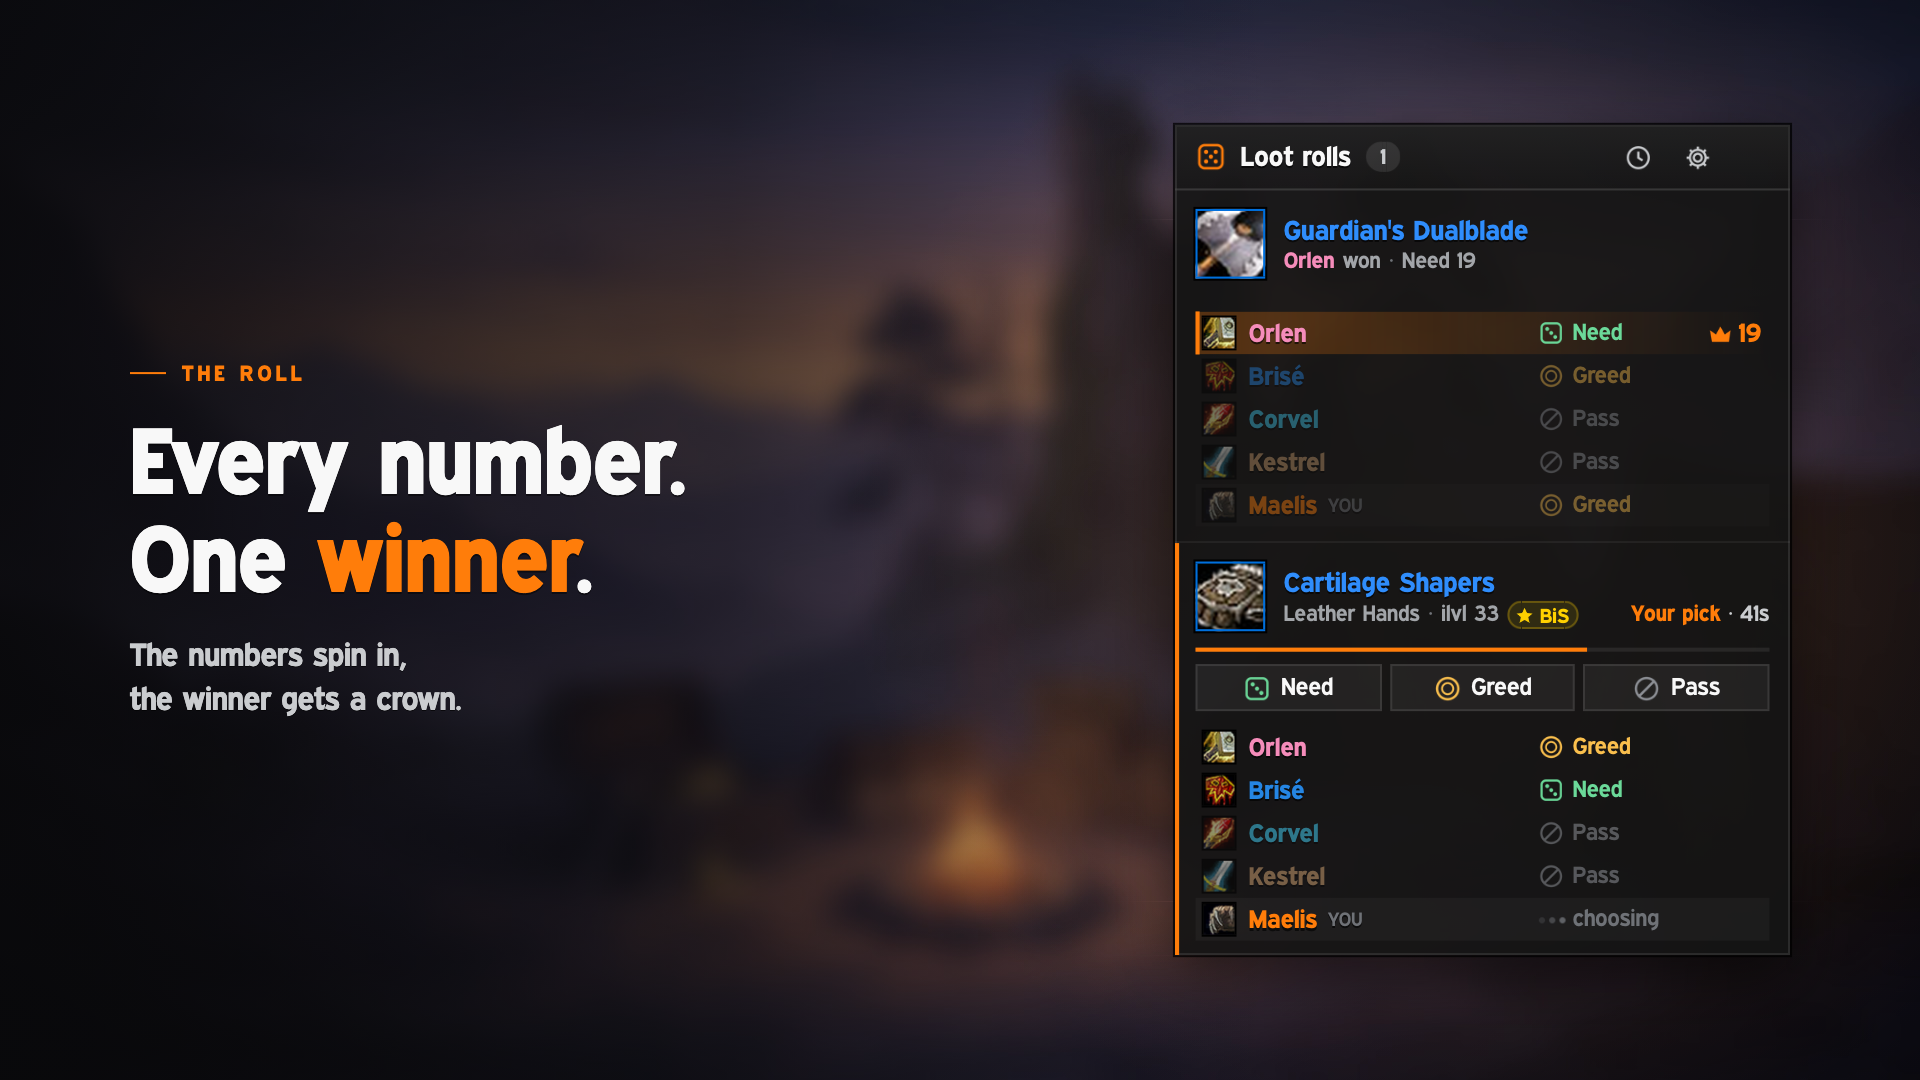 THE ROLL
Every number.
One winner.
The numbers spin in,
the winner gets a crown.
Loot rolls 1
Guardian's Dualblade
Orlen won · Need 19
Orlen Need 19
Brisé Greed
Corvel Pass
Kestrel Pass
Maelis YOU Greed
Cartilage Shapers
Leather Hands · ilvl 33 BiS Your pick · 41s
Need Greed Pass
Orlen Greed
Brisé Need
Corvel Pass
Kestrel Pass
Maelis YOU choosing